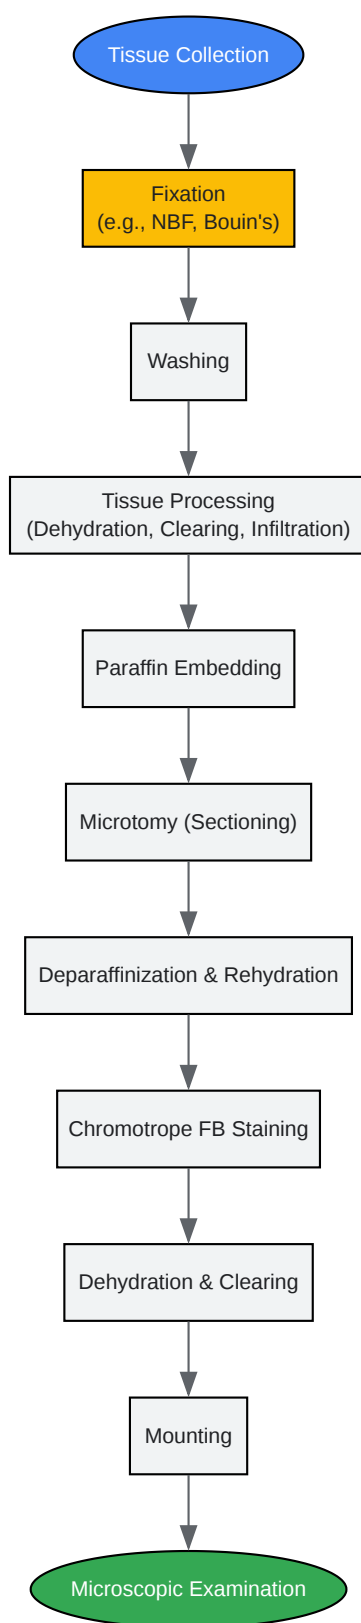 Tissue Collection
Fixation
(e.g., NBF, Bouin's)
Washing
Tissue Processing
(Dehydration, Clearing, Infiltration)
Paraffin Embedding
Microtomy (Sectioning)
Deparaffinization & Rehydration
Chromotrope FB Staining
Dehydration & Clearing
Mounting
Microscopic Examination